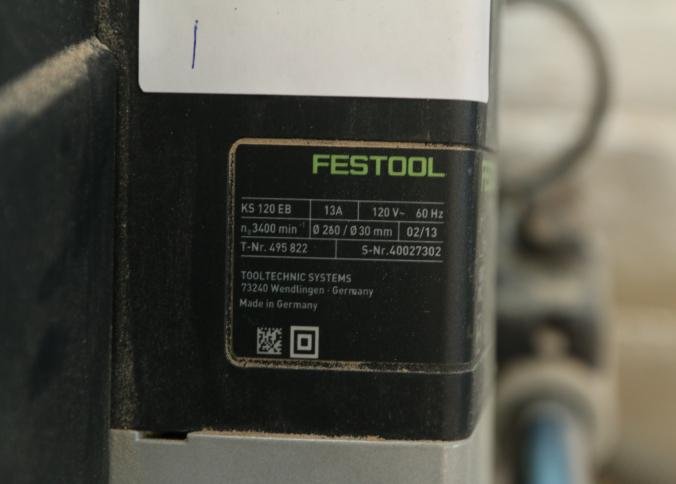 FESTOOL
KS 120 EB 13A 120 V~ 60 Hz
n₀3400 min⁻¹ Ø 260 / Ø 30 mm 02/13
T-Nr. 495 822 S-Nr.40027302
TOOLTECHNIC SYSTEMS
73240 Wendlingen - Germany
Made in Germany